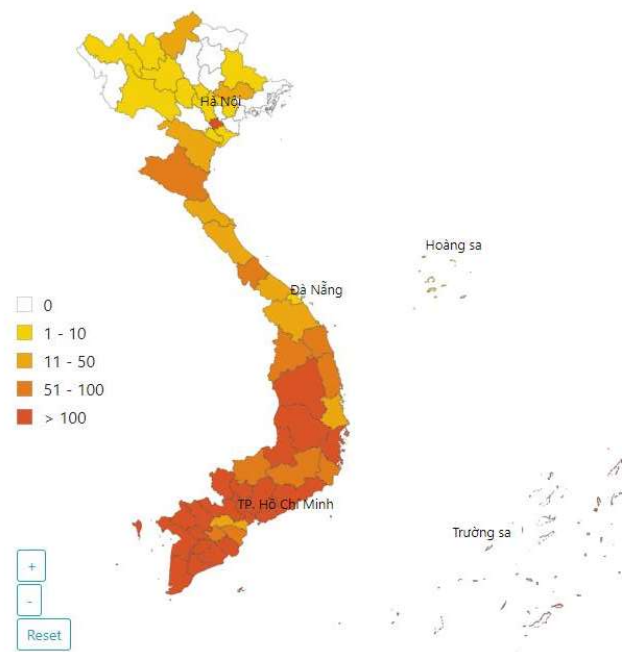 Hà Nội
Hoàng sa
Đà Nẵng
0
1 - 10
11 - 50
51 - 100
> 100
TP. Hồ Chí Minh
Trường sa
+
-
Reset